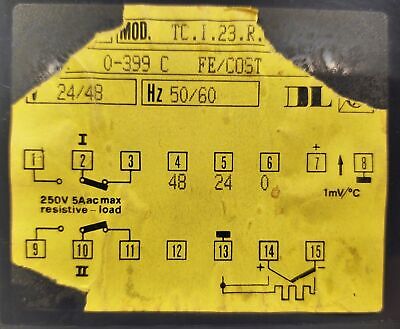 MOD. TC.I.23.R.
0-399 C FE/COST
24/48 Hz 50/60 DL
I
1 2 3 4 5 6 + 7 8
48 24 0
250V 5Aac max
resistive-load
1mV/°C
9 10 11 12 13 14 15
II
+ -